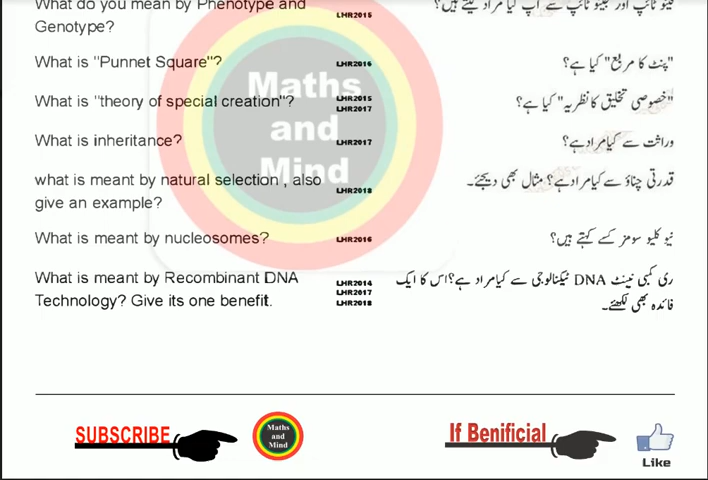 What do you mean by Phenotype and
Genotype?
LHR2015
فینو ٹائپ اور جینو ٹائپ سے آپ کیا مراد لیتے ہیں؟
What is "Punnet Square"?
LHR2016
"پنٹ کا مربع" کیا ہے؟
What is "theory of special creation"?
LHR2015
LHR2017
"خصوصی تخلیق کا نظریہ" کیا ہے؟
What is inheritance?
LHR2017
وراثت سے کیا مراد ہے؟
what is meant by natural selection , also
give an example?
LHR2018
قدرتی چناؤ سے کیا مراد ہے؟ مثال بھی دیجئے۔
What is meant by nucleosomes?
LHR2016
نیو کلیو سومز کسے کہتے ہیں؟
What is meant by Recombinant DNA
Technology? Give its one benefit.
LHR2014
LHR2017
LHR2018
ری کمبی نینٹ DNA ٹیکنالوجی سے کیا مراد ہے؟ اس کا ایک
فائدہ بھی لکھئے۔
Maths
and
Mind
SUBSCRIBE
Maths
and
Mind
If Benificial
Like